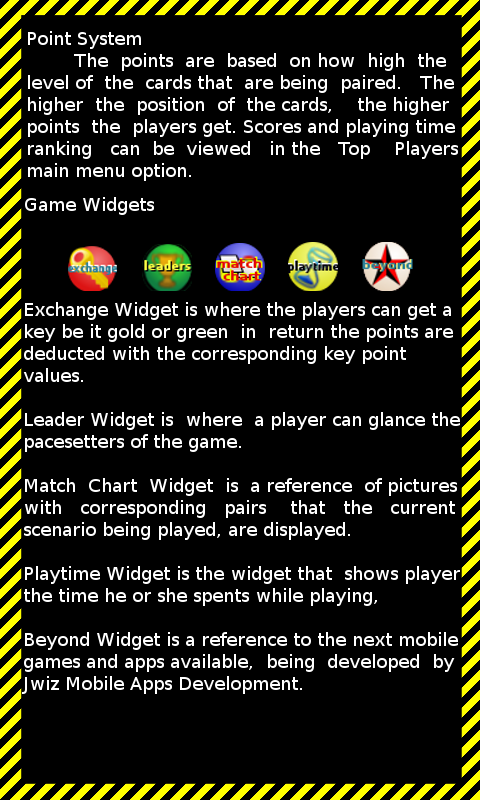 Point System
The points are based on how high the
level of the cards that are being paired. The
higher the position of the cards, the higher
points the players get. Scores and playing time
ranking can be viewed in the Top Players
main menu option.
Game Widgets
exchange leaders match chart playtime beyond
Exchange Widget is where the players can get a
key be it gold or green in return the points are
deducted with the corresponding key point
values.
Leader Widget is where a player can glance the
pacesetters of the game.
Match Chart Widget is a reference of pictures
with corresponding pairs that the current
scenario being played, are displayed.
Playtime Widget is the widget that shows player
the time he or she spents while playing,
Beyond Widget is a reference to the next mobile
games and apps available, being developed by
Jwiz Mobile Apps Development.